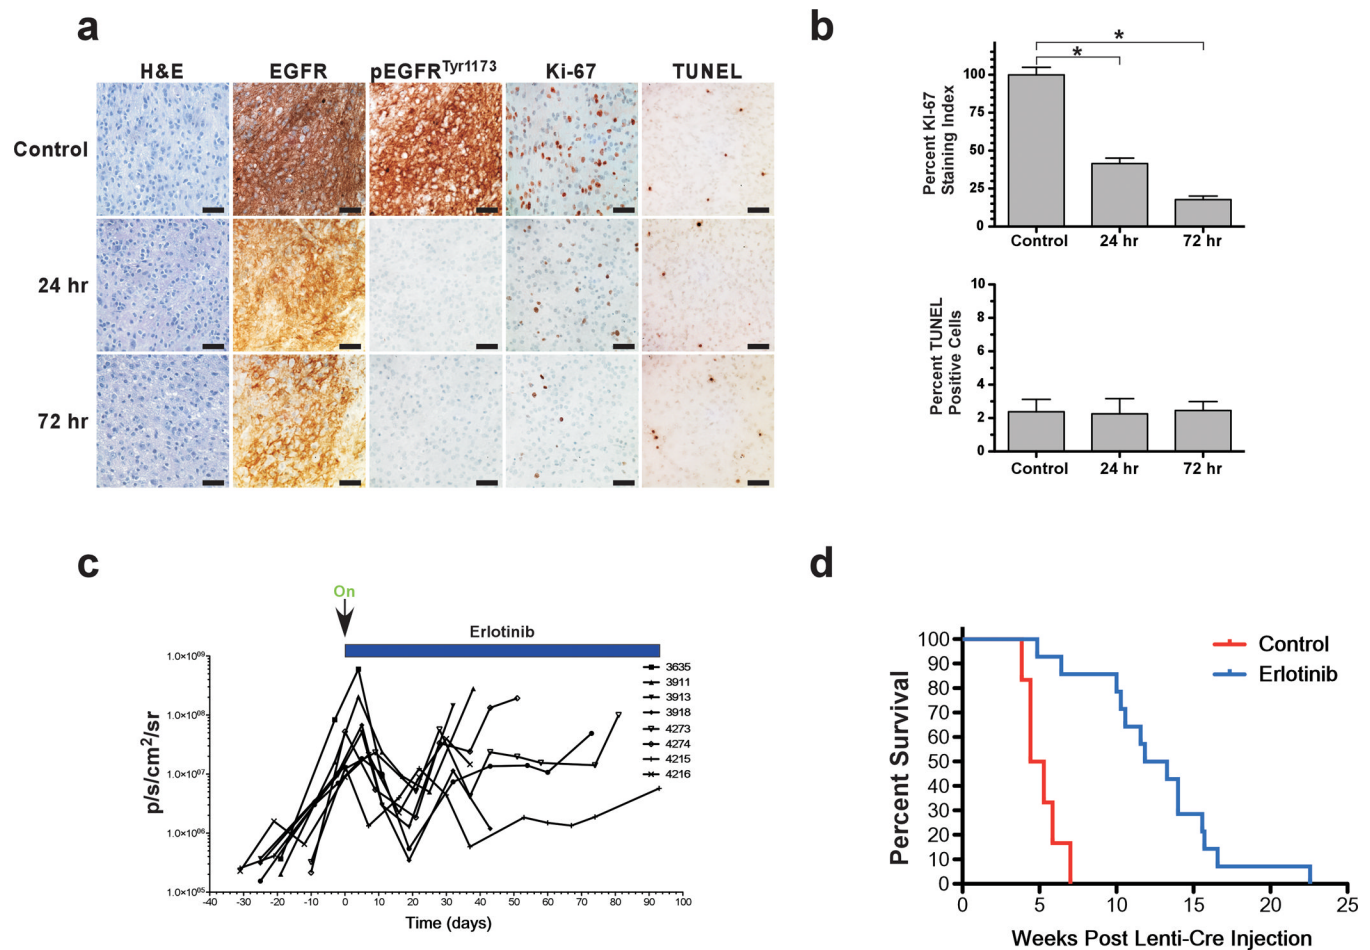 a
H&E EGFR pEGFRTyr1173 Ki-67 TUNEL
Control
24 hr
72 hr
b
* *
Percent KI-67
Staining Index
100
50
25
0
Control 24 hr 72 hr
Percent TUNEL
Positive Cells
10
8
6
4
2
0
Control 24 hr 72 hr
c
On
Erlotinib
p/s/cm2/sr
1.0×10^09
1.0×10^08
1.0×10^07
1.0×10^06
1.0×10^05
3635
3911
3913
3918
4273
4274
4215
4216
-40 -30 -20 -10 0 10 20 30 40 50 60 70 80 90 100
Time (days)
d
Percent Survival
100
90
80
70
60
50
40
30
20
10
0
Control
Erlotinib
0 5 10 15 20 25
Weeks Post Lenti-Cre Injection